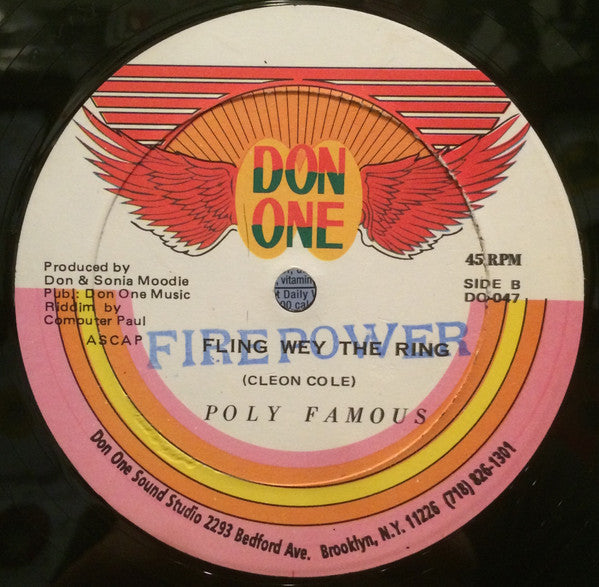 DON
ONE
45 RPM
Produced by
Don & Sonia Moodie
Publ: Don One Music
Riddim by
Computer Paul
ASCAP
SIDE B
DO-047
vitamin
Daily
FIREPOWER
FLING WEY THE RING
(CLEON COLE)
POLY FAMOUS
Don One Sound Studio 2293 Bedford Ave. Brooklyn, N.Y. 11226 (718) 826-1301